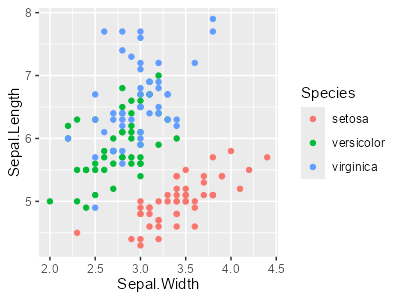 8
7
6
5
2.0 2.5 3.0 3.5 4.0 4.5
Sepal.Width
Sepal.Length
Species
setosa
versicolor
virginica